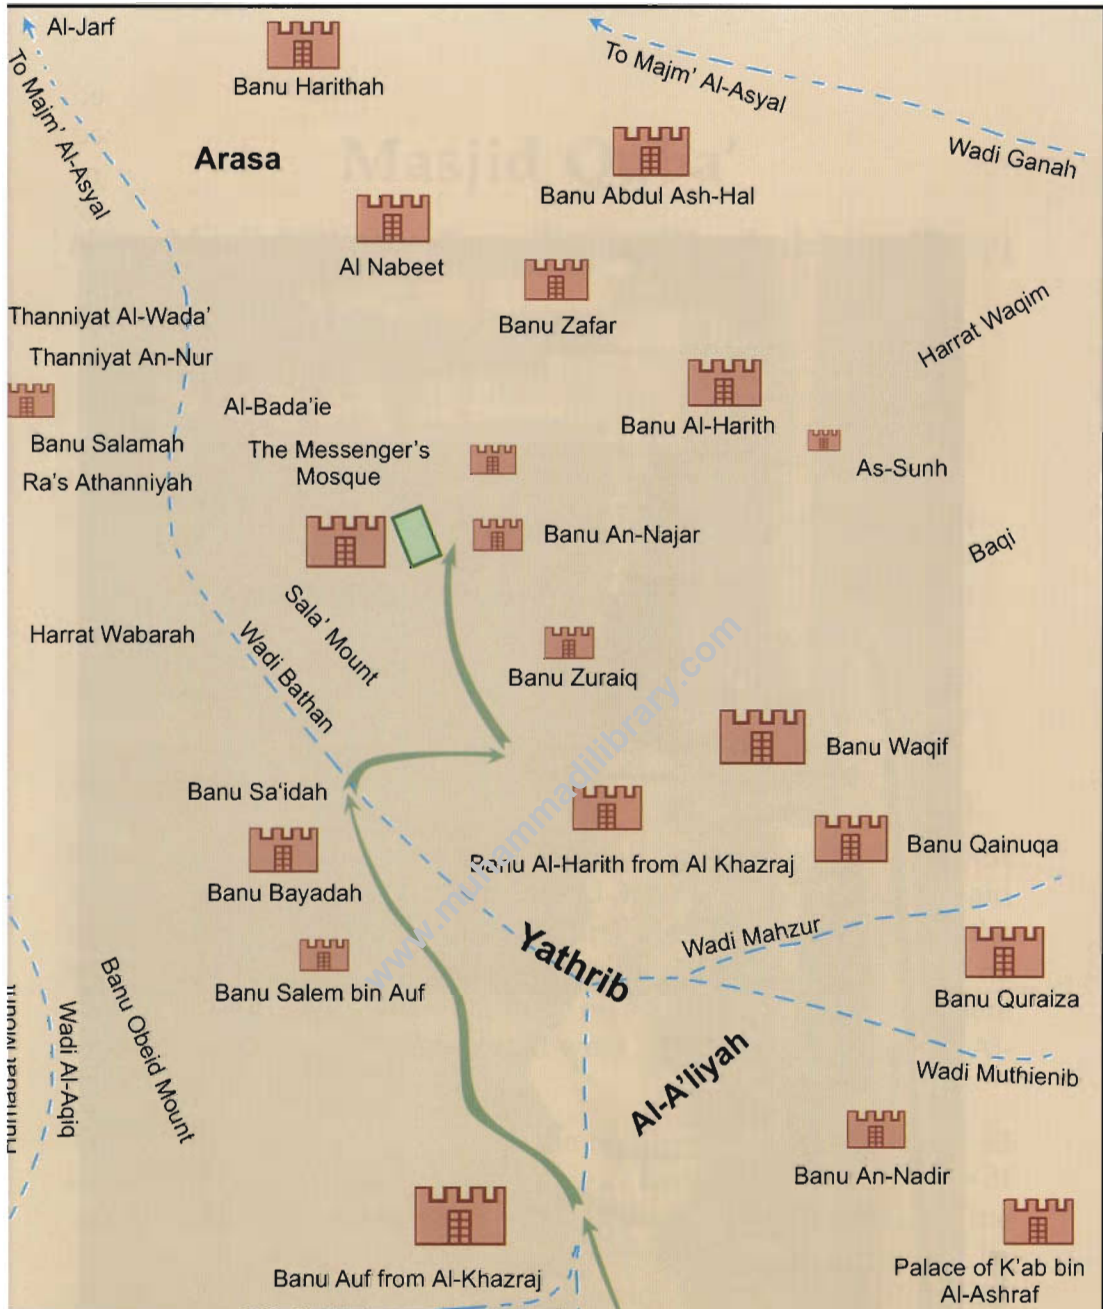 Al-Jarf
To Majm' Al-Asyal
Banu Harithah
To Majm' Al-Asyal
Wadi Ganah
Arasa
Banu Abdul Ash-Hal
Al Nabeet
Banu Zafar
Harrat Waqim
Thanniyat Al-Wada'
Thanniyat An-Nur
Al-Bada'ie
Banu Al-Harith
Banu Salamah
The Messenger's
Mosque
As-Sunh
Ra's Athanniyah
Banu An-Najar
Baqi
Sala' Mount
Harrat Wabarah
Wadi Bathan
Banu Zuraiq
Banu Waqif
Banu Sa'idah
Banu Al-Harith from Al Khazraj
Banu Qainuqa
Banu Bayadah
Yathrib
Wadi Mahzur
Banu Salem bin Auf
Banu Quraiza
Banu Obeid Mount
Wadi Al-Aqiq
Mount
Al-A'liyah
Wadi Muthienib
Banu An-Nadir
Banu Auf from Al-Khazraj
Palace of K'ab bin
Al-Ashraf
www.muhammadilibrary.com